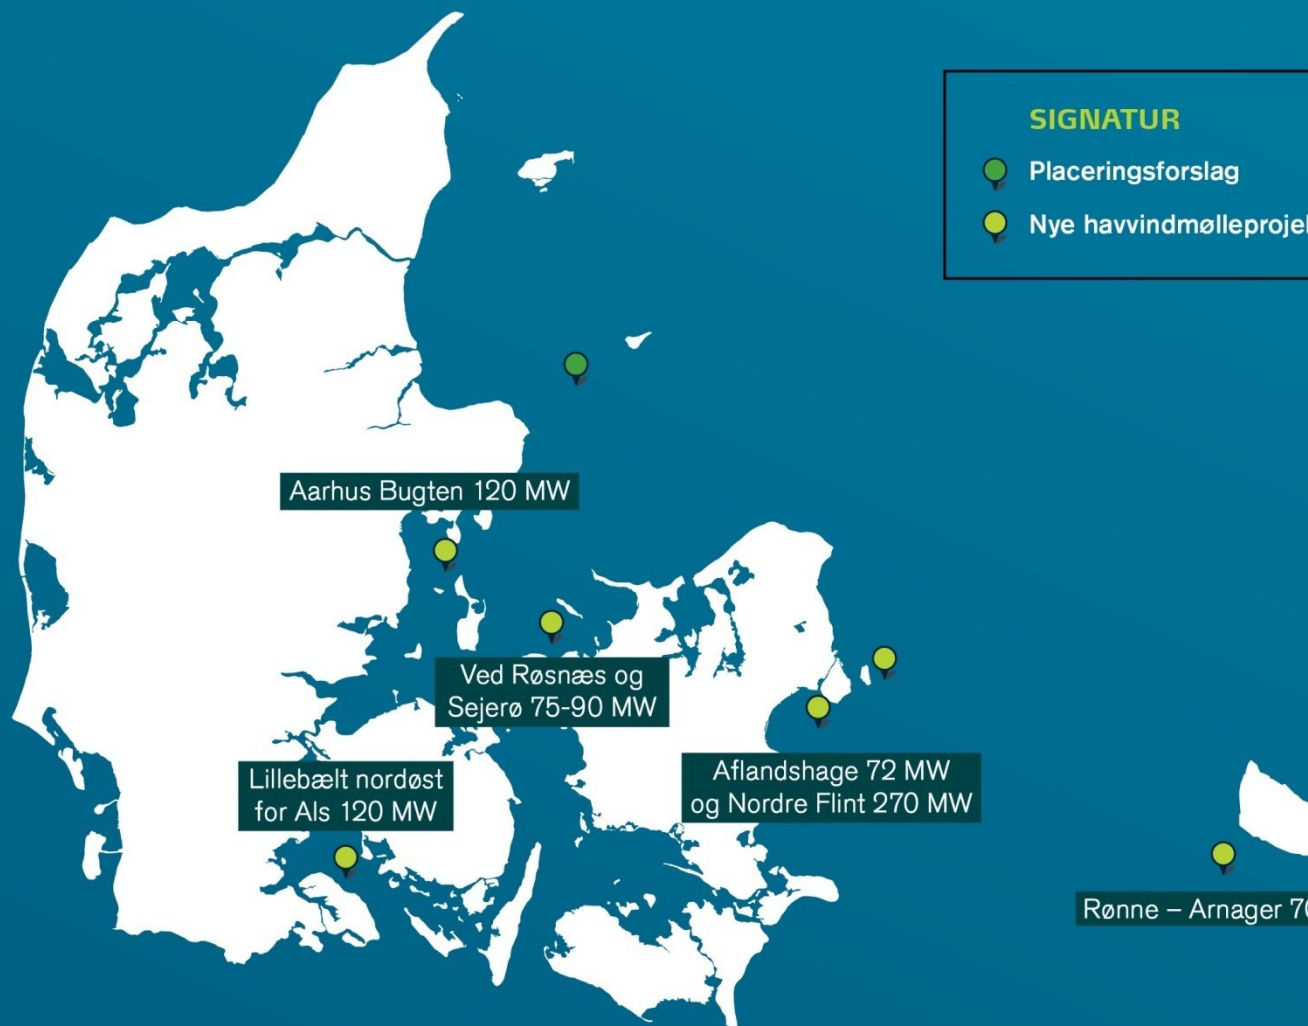 SIGNATUR
Placeringsforslag
Nye havvindmølleproje
Aarhus Bugten 120 MW
Ved Røsnæs og
Sejerø 75-90 MW
Lillebælt nordøst
for Als 120 MW
Aflandshage 72 MW
og Nordre Flint 270 MW
Rønne – Arnager 7